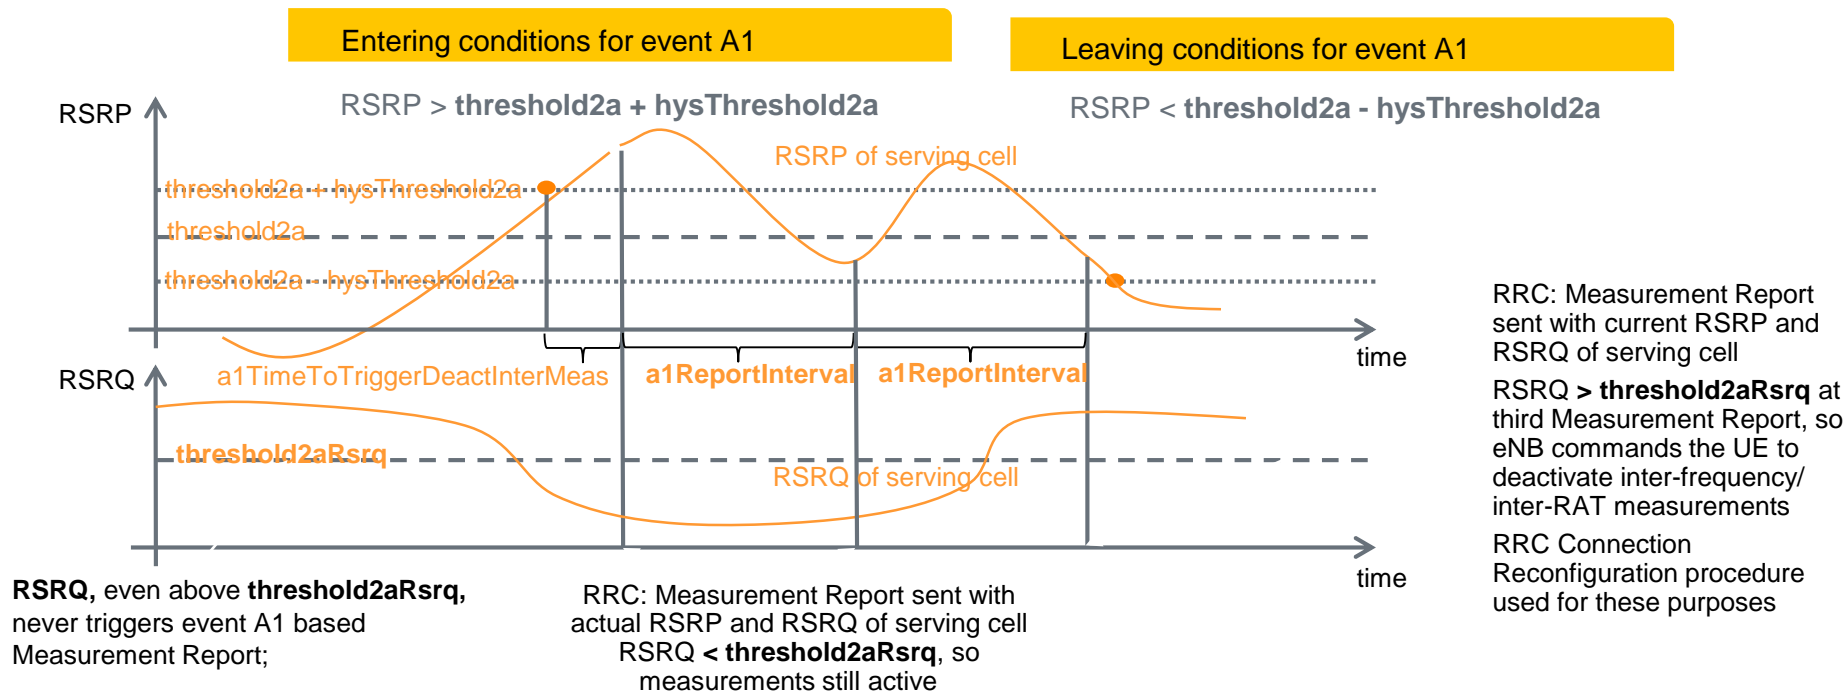 Entering conditions for event A1
Leaving conditions for event A1
RSRP > threshold2a + hysThreshold2a
RSRP < threshold2a - hysThreshold2a
RSRP
RSRP of serving cell
threshold2a + hysThreshold2a
threshold2a
threshold2a - hysThreshold2a
time
RSRQ
a1TimeToTriggerDeactInterMeas
a1ReportInterval
a1ReportInterval
threshold2aRsrq
RSRQ of serving cell
time
RSRQ, even above threshold2aRsrq,
never triggers event A1 based
Measurement Report;
RRC: Measurement Report sent with
actual RSRP and RSRQ of serving cell
RSRQ < threshold2aRsrq, so
measurements still active
RRC: Measurement Report
sent with current RSRP and
RSRQ of serving cell
RSRQ > threshold2aRsrq at
third Measurement Report, so
eNB commands the UE to
deactivate inter-frequency/
inter-RAT measurements
RRC Connection
Reconfiguration procedure
used for these purposes